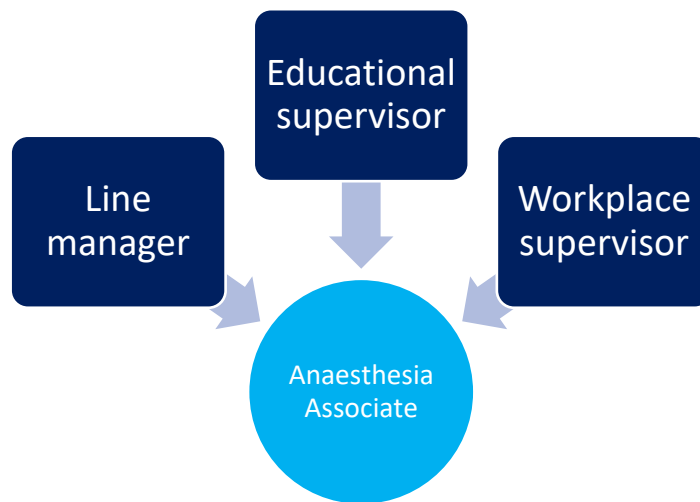 Educational
supervisor
Line
manager
Workplace
supervisor
Anaesthesia
Associate